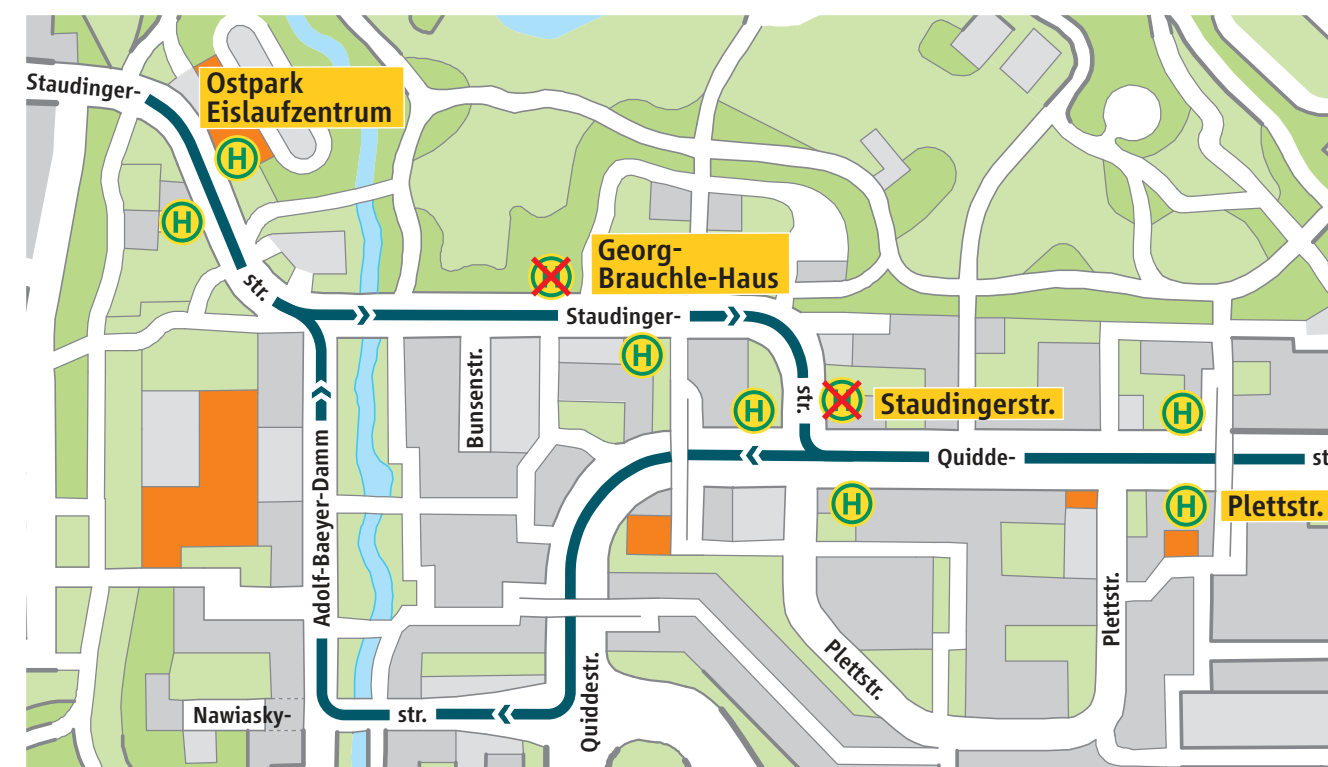 Staudinger-
Ostpark
Eislaufzentrum
H
H
str.
Georg-
Brauchle-Haus
Staudinger-
H
Bunsenstr.
str.
H
Staudingerstr.
H
Quidde-
st
H
H
Plettstr.
Adolf-Baeyer-Damm
Plettstr.
Plettstr.
Quiddestr.
Nawiasky-
str.